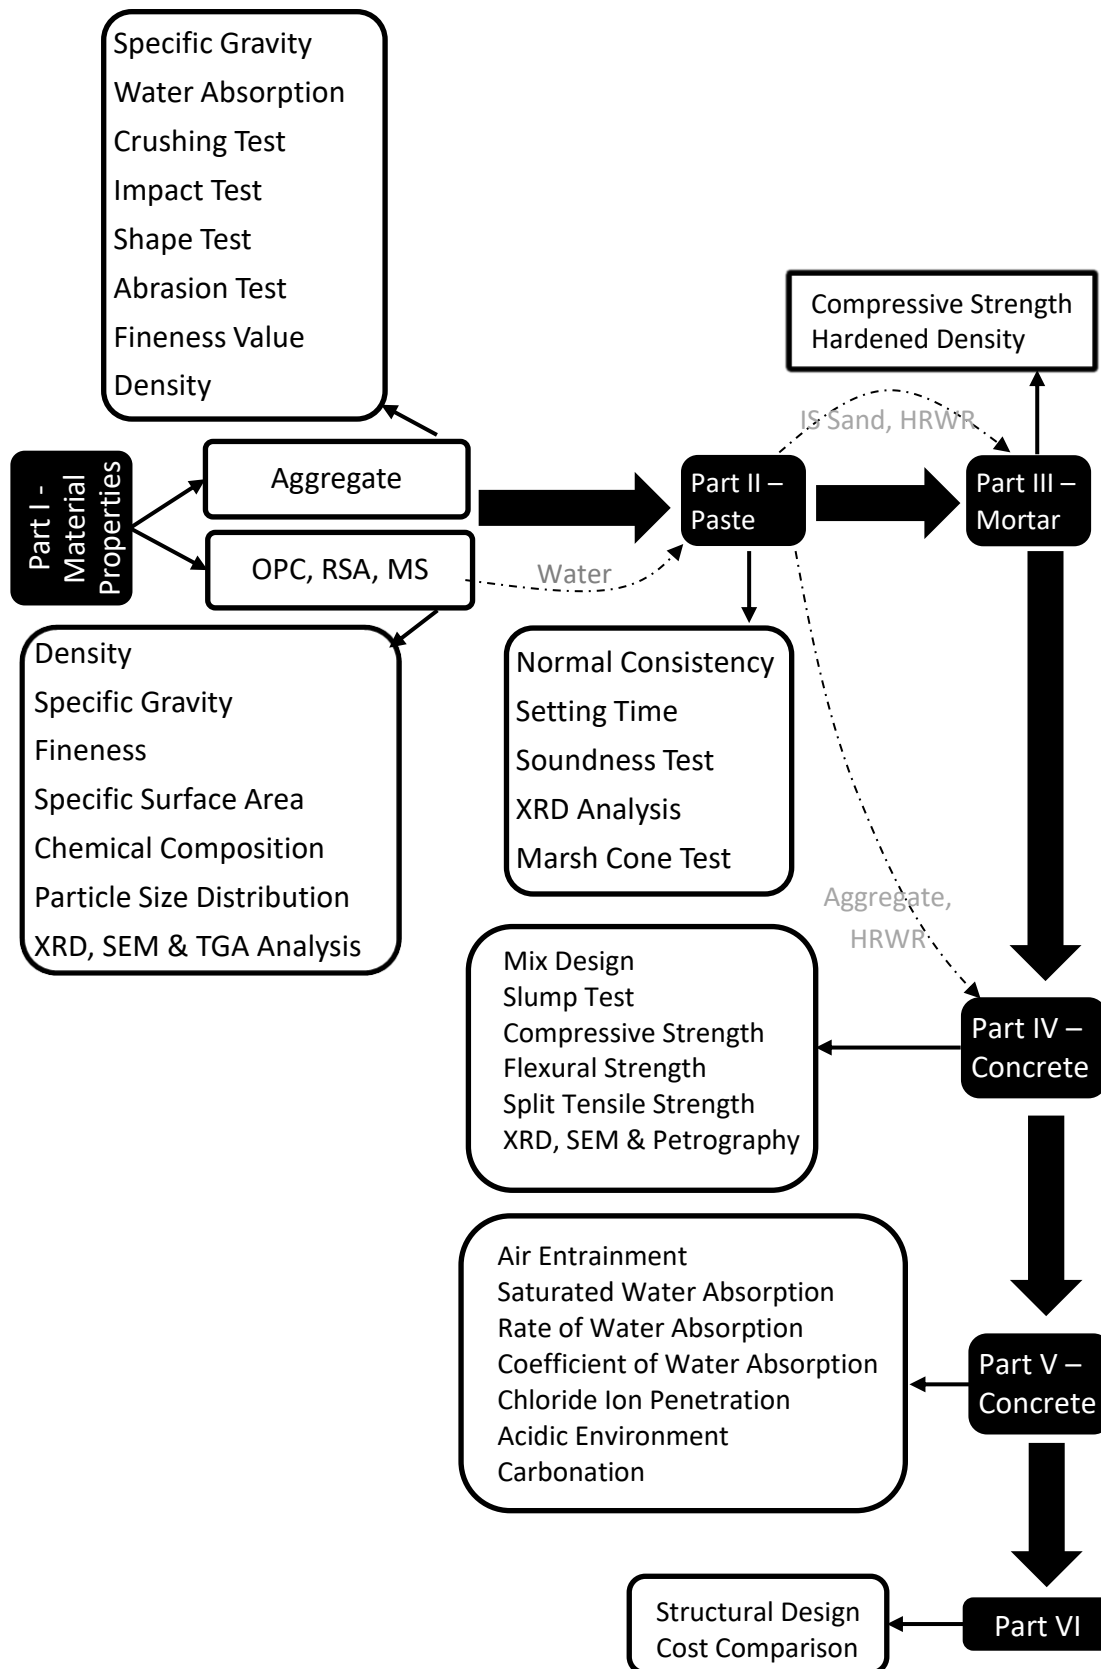 Specific Gravity
Water Absorption
Crushing Test
Impact Test
Shape Test
Abrasion Test
Fineness Value
Density
Compressive Strength
Hardened Density
IS Sand, HRWR
Part I -
Material
Properties
Aggregate
OPC, RSA, MS
Water
Part II –
Paste
Part III –
Mortar
Density
Specific Gravity
Fineness
Specific Surface Area
Chemical Composition
Particle Size Distribution
XRD, SEM & TGA Analysis
Normal Consistency
Setting Time
Soundness Test
XRD Analysis
Marsh Cone Test
Aggregate,
HRWR
Mix Design
Slump Test
Compressive Strength
Flexural Strength
Split Tensile Strength
XRD, SEM & Petrography
Part IV –
Concrete
Air Entrainment
Saturated Water Absorption
Rate of Water Absorption
Coefficient of Water Absorption
Chloride Ion Penetration
Acidic Environment
Carbonation
Part V –
Concrete
Structural Design
Cost Comparison
Part VI